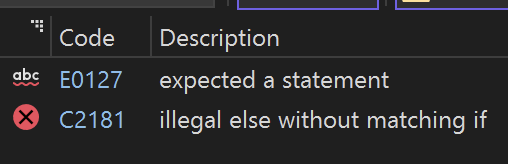 Code Description
abc E0127 expected a statement
C2181 illegal else without matching if